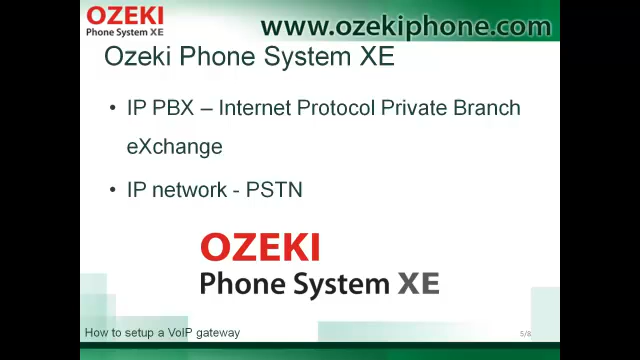 OZEKI
Phone System XE
www.ozekiphone.com
Ozeki Phone System XE
• IP PBX – Internet Protocol Private Branch
eXchange
• IP network - PSTN
OZEKI
Phone System XE
How to setup a VoIP gateway
5/8